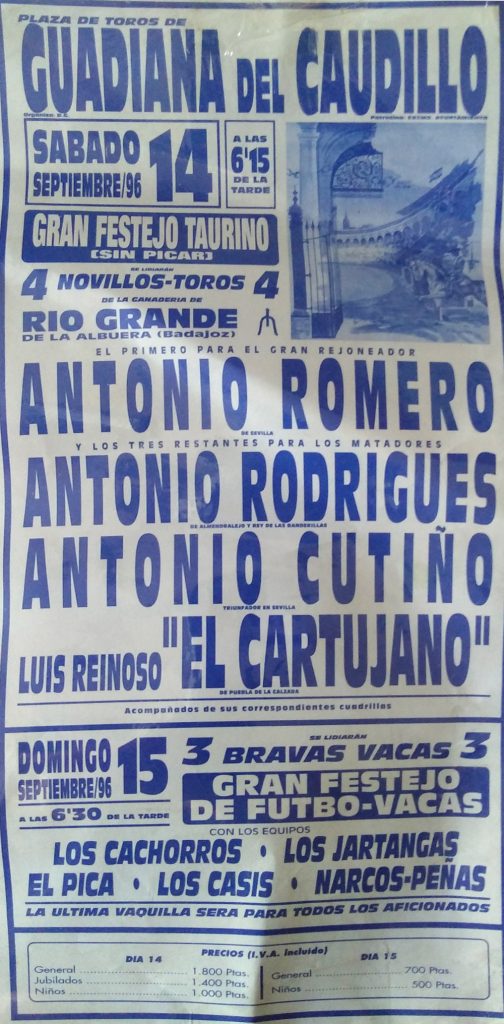 PLAZA DE TOROS DE
GUADIANA DEL CAUDILLO
Organiza: D.C.
Patrocina: EXCMO AYUNTAMIENTO
SABADO 14
SEPTIEMBRE/96
A LAS
6'15
DE LA
TARDE
GRAN FESTEJO TAURINO
(SIN PICAR)
SE LIDIARÁN
4 NOVILLOS-TOROS 4
DE LA GANADERIA DE
RIO GRANDE
DE LA ALBUERA (Badajoz)
EL PRIMERO PARA EL GRAN REJONEADOR
ANTONIO ROMERO
DE SEVILLA
Y LOS TRES RESTANTES PARA LOS MATADORES
ANTONIO RODRIGUES
DE ALMENDRALEJO Y REY DE LAS BANDERILLAS
ANTONIO CUTIÑO
TRIUNFADOR EN SEVILLA
LUIS REINOSO "EL CARTUJANO"
DE PUEBLA DE LA CALZADA
Acompañados de sus correspondientes cuadrillas
DOMINGO 15
SEPTIEMBRE/96
A LAS 6'30 DE LA TARDE
SE LIDIARÁN
3 BRAVAS VACAS 3
GRAN FESTEJO
DE FUTBO-VACAS
CON LOS EQUIPOS
LOS CACHORROS • LOS JARTANGAS
EL PICA • LOS CASIS • NARCOS-PEÑAS
LA ULTIMA VAQUILLA SERA PARA TODOS LOS AFICIONADOS
PRECIOS (I.V.A. incluido)
DIA 14
General ........................ 1.800 Ptas.
Jubilados ..................... 1.400 Ptas.
Niños ........................... 1.000 Ptas.
DIA 15
General ........................ 700 Ptas.
Niños ........................... 500 Ptas.